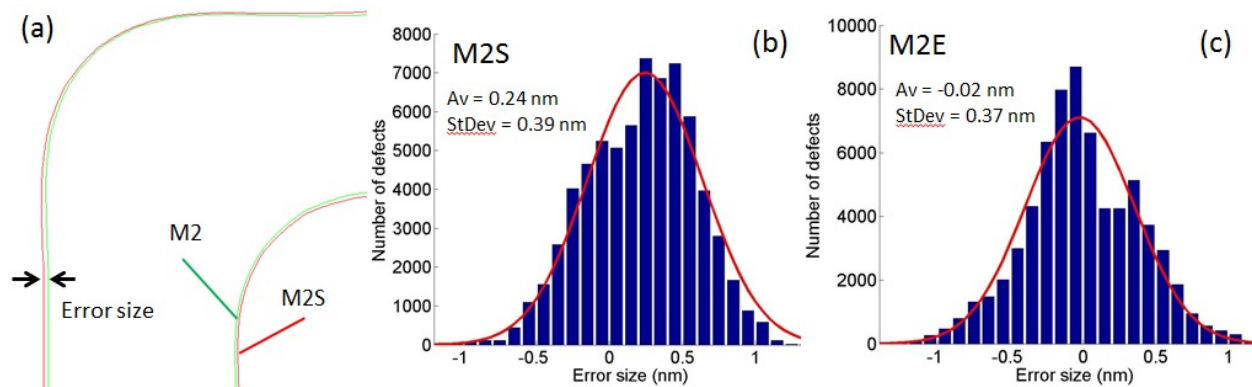 (a)
M2
M2S
Error size
(b)
M2S
Av = 0.24 nm
StDev = 0.39 nm
Number of defects
8000
7000
6000
5000
4000
3000
2000
1000
0
-1
-0.5
0
0.5
1
Error size (nm)
(c)
M2E
Av = -0.02 nm
StDev = 0.37 nm
Number of defects
10000
8000
6000
4000
2000
0
-1
-0.5
0
0.5
1
Error size (nm)